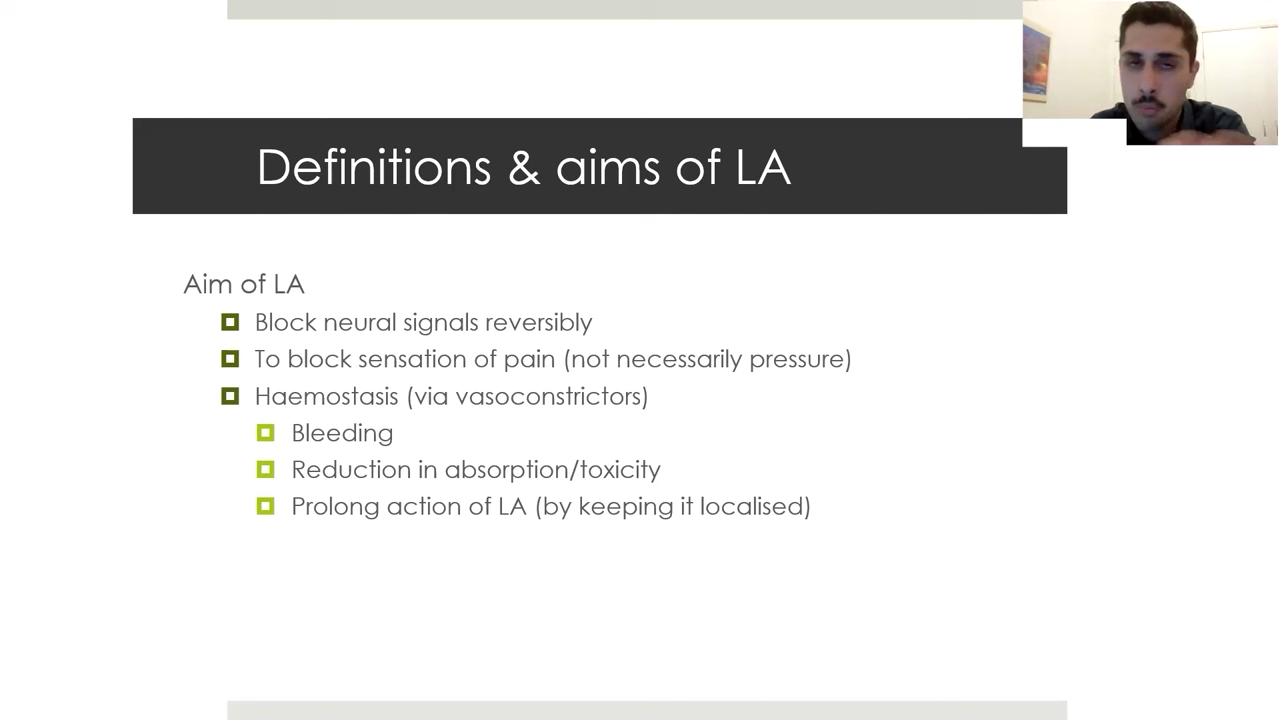 Definitions & aims of LA
Aim of LA
Block neural signals reversibly
To block sensation of pain (not necessarily pressure)
Haemostasis (via vasoconstrictors)
Bleeding
Reduction in absorption/toxicity
Prolong action of LA (by keeping it localised)